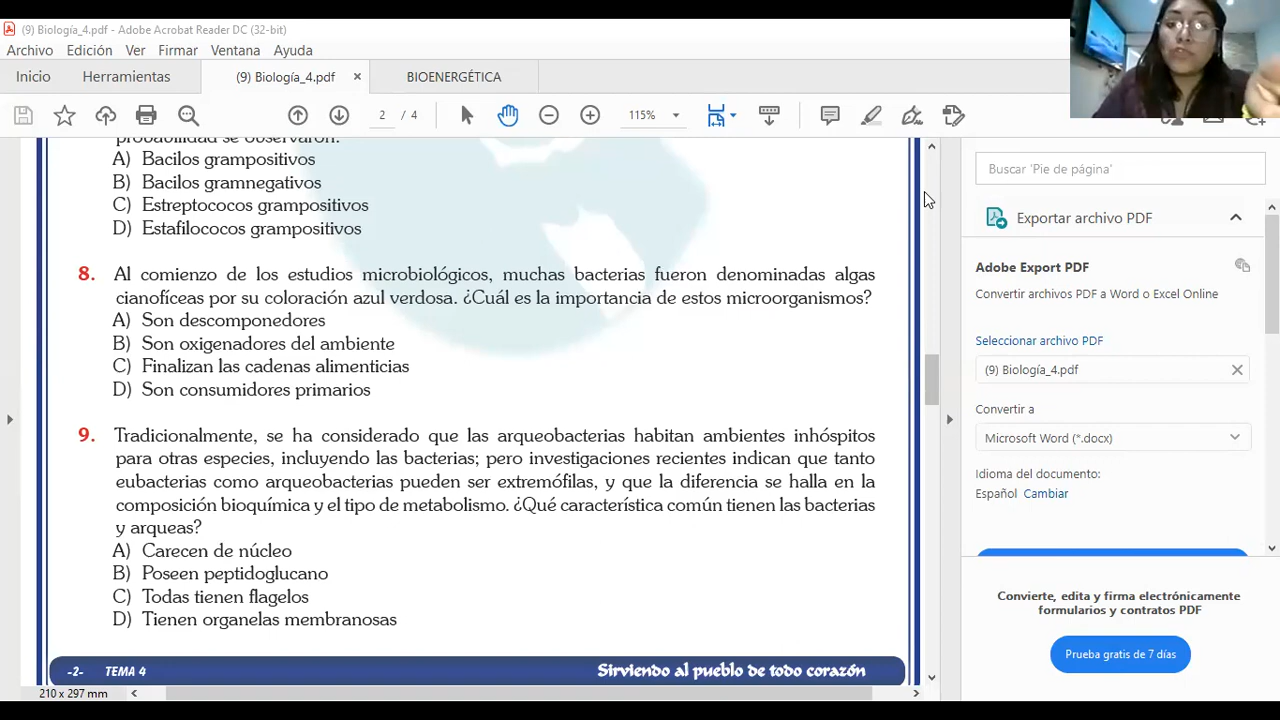 (9) Biología_4.pdf - Adobe Acrobat Reader DC (32-bit)
Archivo Edición Ver Firmar Ventana Ayuda
Inicio Herramientas (9) Biología_4.pdf × BIOENERGÉTICA
2 / 4 115%
probabilidad se observaron?
A) Bacilos grampositivos
B) Bacilos gramnegativos
C) Estreptococos grampositivos
D) Estafilococos grampositivos
8. Al comienzo de los estudios microbiológicos, muchas bacterias fueron denominadas algas
cianofíceas por su coloración azul verdosa. ¿Cuál es la importancia de estos microorganismos?
A) Son descomponedores
B) Son oxigenadores del ambiente
C) Finalizan las cadenas alimenticias
D) Son consumidores primarios
9. Tradicionalmente, se ha considerado que las arqueobacterias habitan ambientes inhóspitos
para otras especies, incluyendo las bacterias; pero investigaciones recientes indican que tanto
eubacterias como arqueobacterias pueden ser extremófilas, y que la diferencia se halla en la
composición bioquímica y el tipo de metabolismo. ¿Qué característica común tienen las bacterias
y arqueas?
A) Carecen de núcleo
B) Poseen peptidoglucano
C) Todas tienen flagelos
D) Tienen organelas membranosas
-2- TEMA 4 Sirviendo al pueblo de todo corazón
210 x 297 mm
Buscar 'Pie de página'
Exportar archivo PDF
Adobe Export PDF
Convertir archivos PDF a Word o Excel Online
Seleccionar archivo PDF
(9) Biología_4.pdf
Convertir a
Microsoft Word (*.docx)
Idioma del documento:
Español Cambiar
Convierte, edita y firma electrónicamente
formularios y contratos PDF
Prueba gratis de 7 días